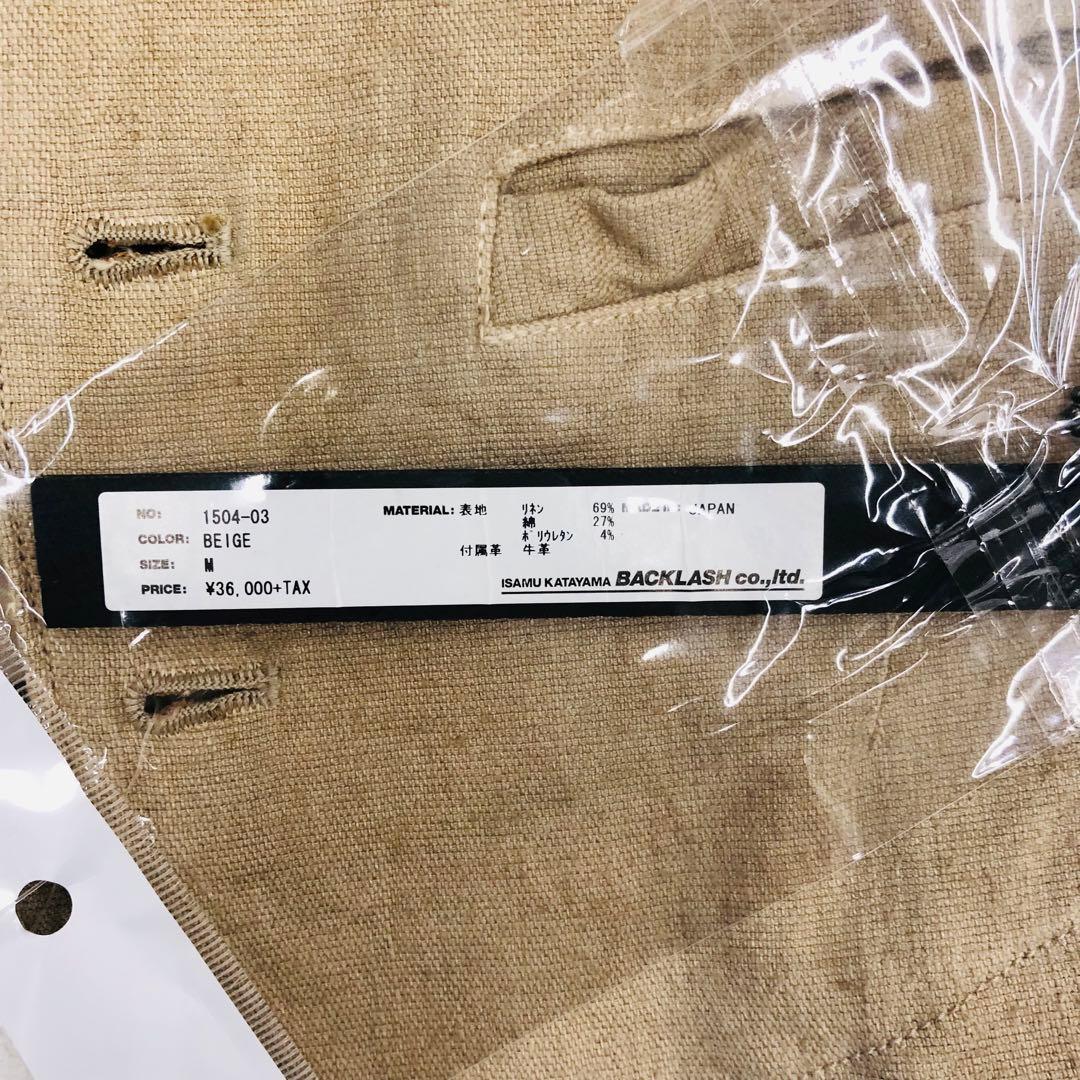 NO: 1504-03
COLOR: BEIGE
SIZE: M
PRICE: ¥36,000+TAX
MATERIAL: 表地 リネン 69%
綿 27%
ポリウレタン 4%
付属革 牛革
JAPAN
ISAMU KATAYAMA BACKLASH co.,ltd.